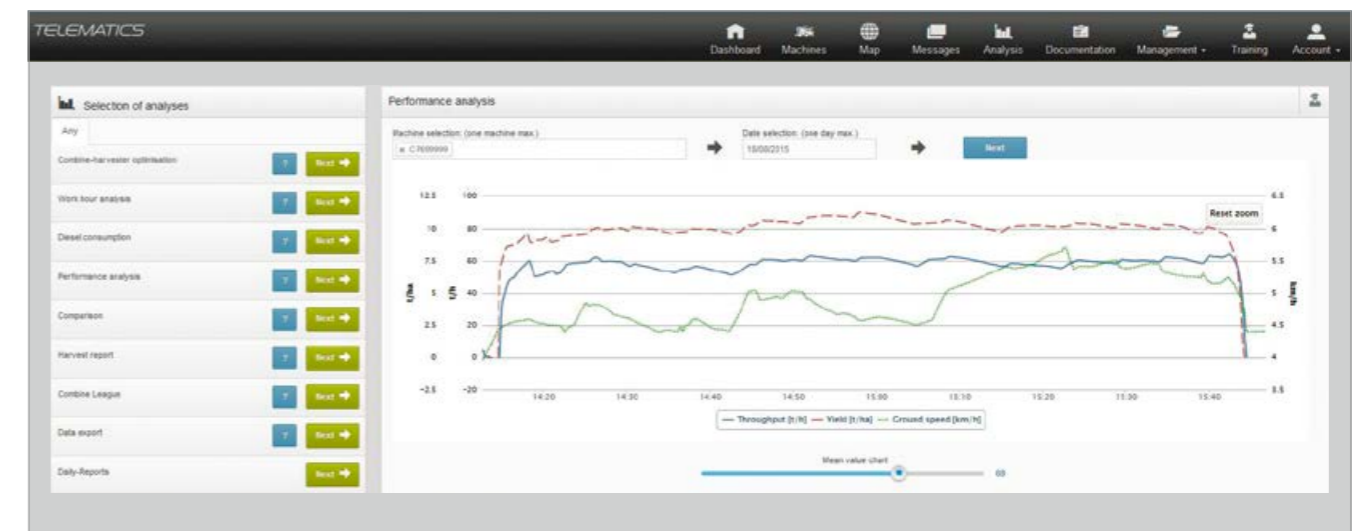 TELEMATICS
Dashboard Machines Map Messages Analysis Documentation Management Training Account
Selection of analyses
Any
Combine-harvester optimisation ? Next
Work hour analysis ? Next
Diesel consumption ? Next
Performance analysis ? Next
Comparison ? Next
Harvest report ? Next
Combine League ? Next
Data export ? Next
Daily-Reports Next
Performance analysis
Machine selection: (one machine max.) Date selection: (one day max.)
Next
12.5 100 6.5
Reset zoom
10 80 6
7.5 60 5.5
t/ha 5 t/h 40 5 km/h
2.5 20 4.5
0 0 4
-2.5 -20 3.5
14:20 14:30 14:40 14:50 15:00 15:10 15:20 15:30 15:40
Throughput [t/h] Yield [t/ha] Ground speed [km/h]
Mean value chart